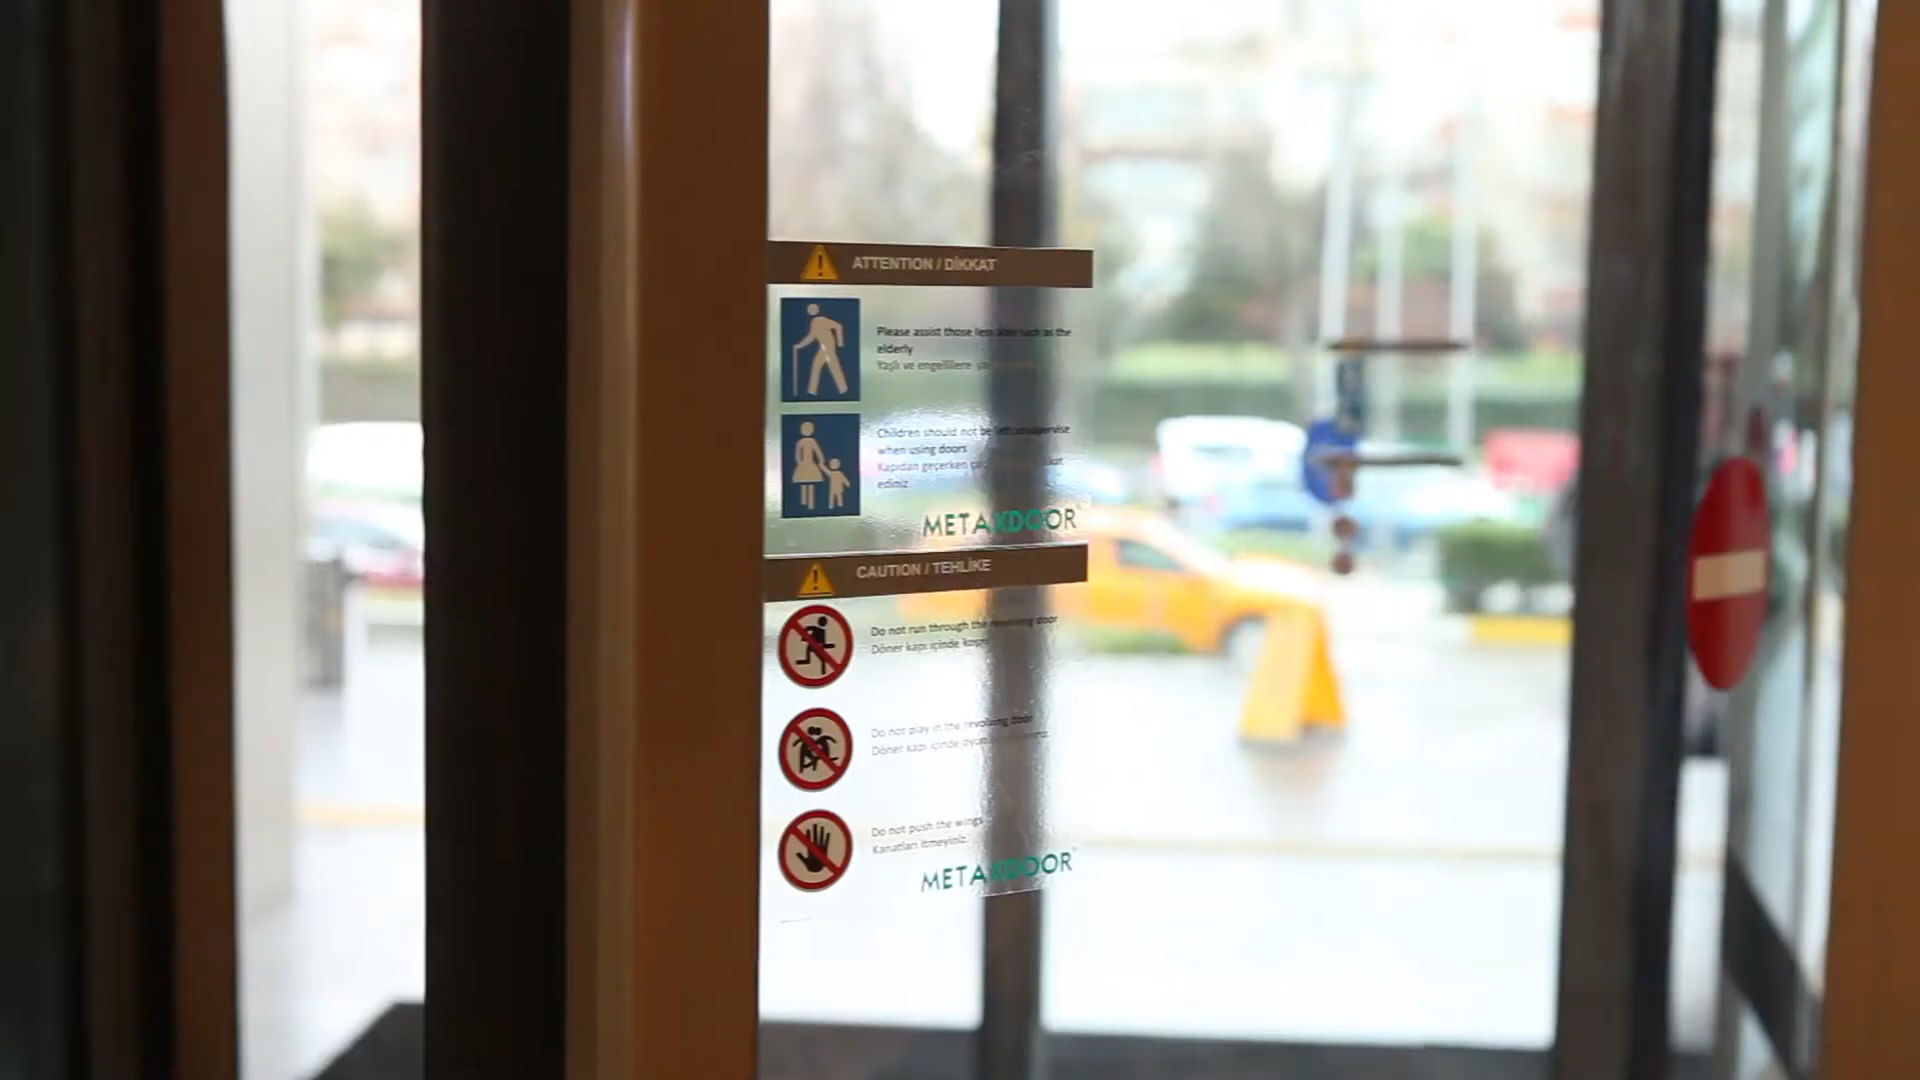 ATTENTION / DİKKAT
Please assist those less able such as the
elderly
Yaşlı ve engellilere
Children should not be left unsupervise
when using doors
Kapıdan geçerken
ediniz
METAXDOOR
CAUTION / TEHLİKE
Do not run through the revolving door
Döner kapı içinde
Do not play in the revolving door
Döner kapı içinde
Do not push the wings
Kanatları itmeyiniz.
METAXDOOR